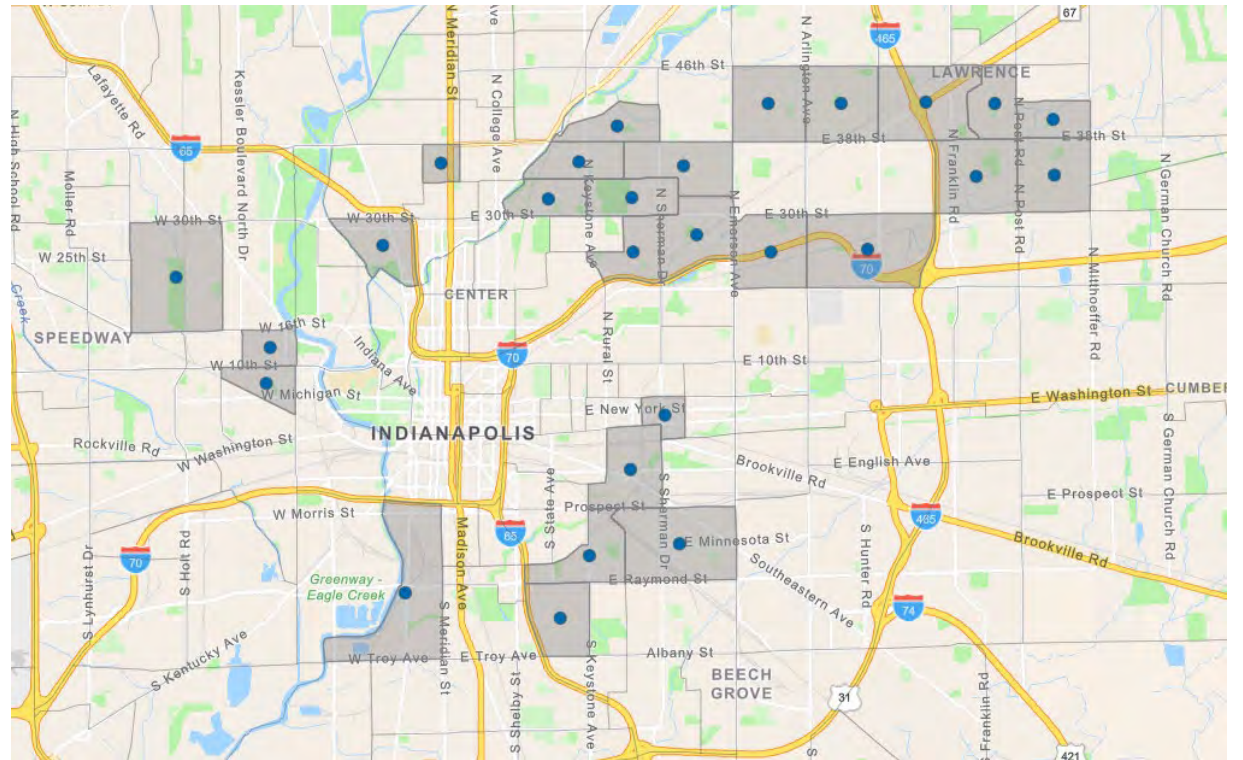 67
465
N Meridian St
N College Ave
N Arlington Ave
E 46th St
LAWRENCE
Lafayette Rd
Kessler Boulevard North Dr
65
E 38th St
E 38th St
N High School Rd
Moller Rd
N Keystone Ave
N Sherman Dr
N Emerson Ave
N Franklin Rd
N Post Rd
N Post Rd
N German Church Rd
W 30th St
W 30th St
E 30th St
E 30th St
W 25th St
70
N Mitthoeffer Rd
CENTER
Creek
SPEEDWAY
W 16th St
N Rural St
W 10th St
Indiana Ave
70
E 10th St
W Michigan St
E New York St
E Washington St
CUMBER
Rockville Rd
W Washington St
INDIANAPOLIS
Brookville Rd
E English Ave
S German Church Rd
S State Ave
S Sherman Dr
Prospect St
E Prospect St
W Morris St
465
65
Madison Ave
E Minnesota St
Brookville Rd
70
S Holt Rd
S Lynhurst Dr
Greenway -
Eagle Creek
E Raymond St
Southeastern Ave
S Hunter Rd
74
S Kentucky Ave
S Meridian St
W Troy Ave
E Troy Ave
S Keystone Ave
Albany St
S Shelby St
BEECH
GROVE
31
S Franklin Rd
421